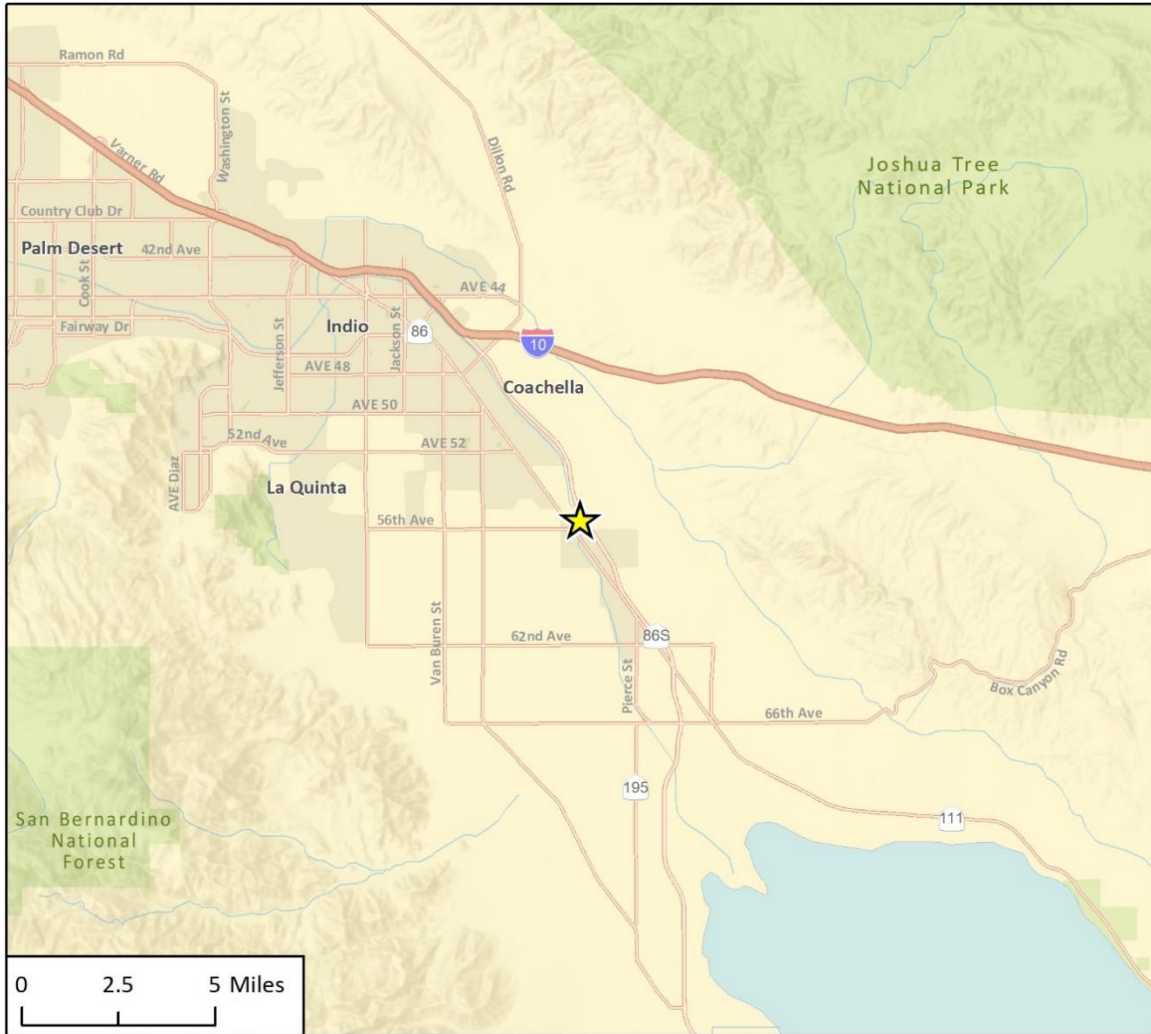 Ramon Rd
Washington St
Varner Rd
Dillon Rd
Joshua Tree
National Park
Country Club Dr
Palm Desert
42nd Ave
Cook St
AVE 44
Fairway Dr
Indio
86
10
Jefferson St
Jackson St
AVE 48
Coachella
AVE 50
52nd Ave
AVE 52
AVE Diaz
La Quinta
56th Ave
Van Buren St
62nd Ave
86S
Pierce St
Box Canyon Rd
66th Ave
195
111
San Bernardino
National
Forest
0 2.5 5 Miles